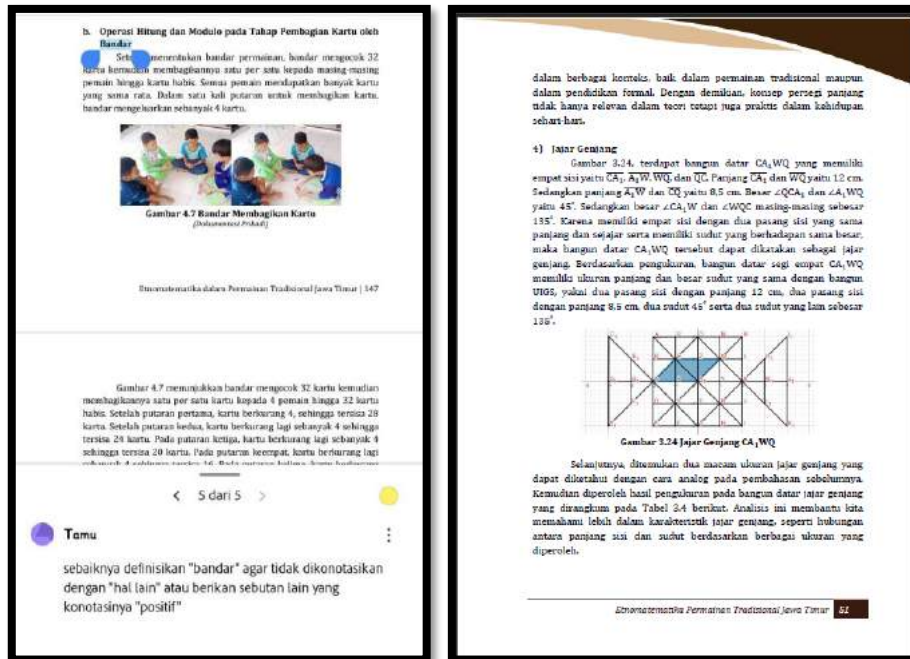 b. Operasi Hitung dan Modulo pada Tahap Pembagian Kartu oleh
Bandar
menentukan bandar permainan, bandar mengocok 32
kartu kemudian membagikannya satu per satu kepada masing-masing
pemain hingga kartu habis. Semua pemain mendapatkan banyak kartu
yang sama rata. Dalam satu kali putaran untuk membagikan kartu,
bandar mengeluarkan sebanyak 4 kartu.
Gambar 4.7 Bandar Membagikan Kartu
(Dokumentasi Pribadi)
Etnomatematika dalam Permainan Tradisional Jawa Timur | 147
Gambar 4.7 menunjukkan bandar mengocok 32 kartu kemudian
membagikannya satu per satu kartu kepada 4 pemain hingga 32 kartu
habis. Setelah putaran pertama, kartu berkurang 4, sehingga tersisa 28
kartu. Setelah putaran kedua, kartu berkurang lagi sebanyak 4 sehingga
tersisa 24 kartu. Pada putaran ketiga, kartu berkurang lagi sebanyak 4
sehingga tersisa 20 kartu. Pada putaran keempat, kartu berkurang lagi
sebanyak 4 sehingga tersisa 16. Pada putaran kelima, kartu berkurang
5 dari 5
Tamu
sebaiknya definisikan "bandar" agar tidak dikonotasikan
dengan "hal lain" atau berikan sebutan lain yang
konotasinya "positif"
dalam berbagai konteks, baik dalam permainan tradisional maupun
dalam pendidikan formal. Dengan demikian, konsep persegi panjang
tidak hanya relevan dalam teori tetapi juga praktis dalam kehidupan
sehari-hari.
4) Jajar Genjang
Gambar 3.24, terdapat bangun datar CA₁WQ yang memiliki
empat sisi yaitu CA₁, A₁W, WQ, dan QC. Panjang CA₁ dan WQ yaitu 12 cm.
Sedangkan panjang A₁W dan CQ yaitu 8,5 cm. Besar ∠QCA₁ dan ∠A₁WQ
yaitu 45°. Sedangkan besar ∠CA₁W dan ∠WQC masing-masing sebesar
135°. Karena memiliki empat sisi dengan dua pasang sisi yang sama
panjang dan sejajar serta memiliki sudut yang berhadapan sama besar,
maka bangun datar CA₁WQ tersebut dapat dikatakan sebagai jajar
genjang. Berdasarkan pengukuran, bangun datar segi empat CA₁WQ
memiliki ukuran panjang dan besar sudut yang sama dengan bangun
UIGS, yakni dua pasang sisi dengan panjang 12 cm, dua pasang sisi
dengan panjang 8,5 cm, dua sudut 45° serta dua sudut yang lain sebesar
135°.
Gambar 3.24 Jajar Genjang CA₁WQ
Selanjutnya, ditemukan dua macam ukuran jajar genjang yang
dapat diketahui dengan cara analog pada pembahasan sebelumnya.
Kemudian diperoleh hasil pengukuran pada bangun datar jajar genjang
yang dirangkum pada Tabel 3.4 berikut. Analisis ini membantu kita
memahami lebih dalam karakteristik jajar genjang, seperti hubungan
antara panjang sisi dan sudut berdasarkan berbagai ukuran yang
diperoleh.
Etnomatematika Permainan Tradisional Jawa Timur 51